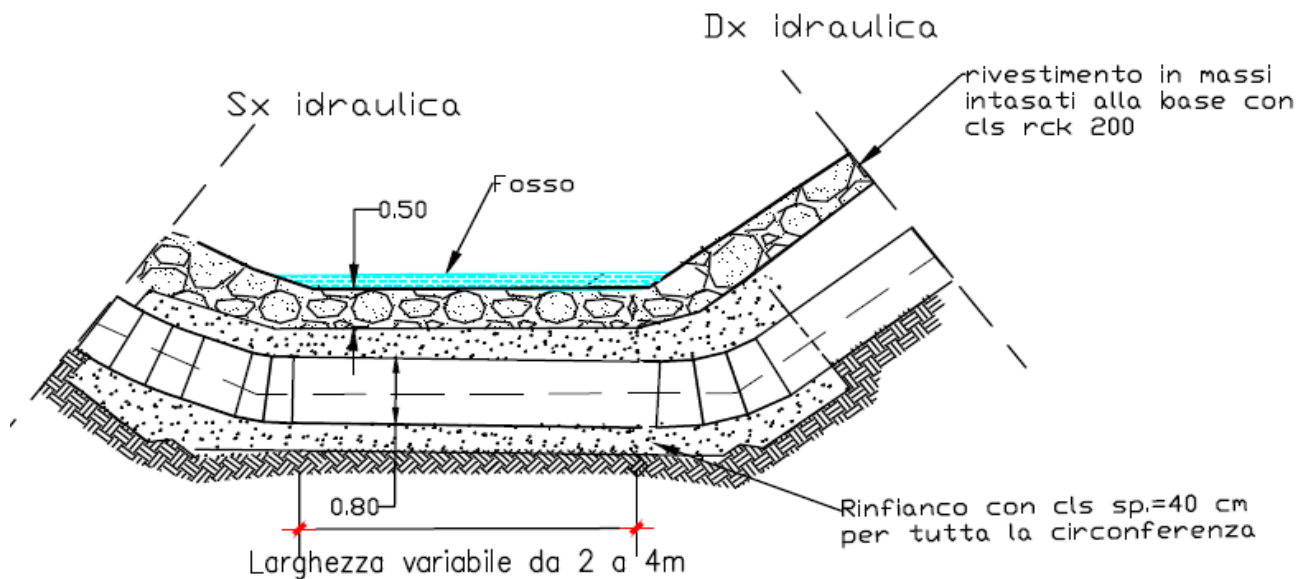 Dx idraulica
rivestimento in massi
intasati alla base con
cls rck 200
Sx idraulica
Fosso
0.50
0.80
Rinfianco con cls sp.=40 cm
per tutta la circonferenza
Larghezza variabile da 2 a 4m